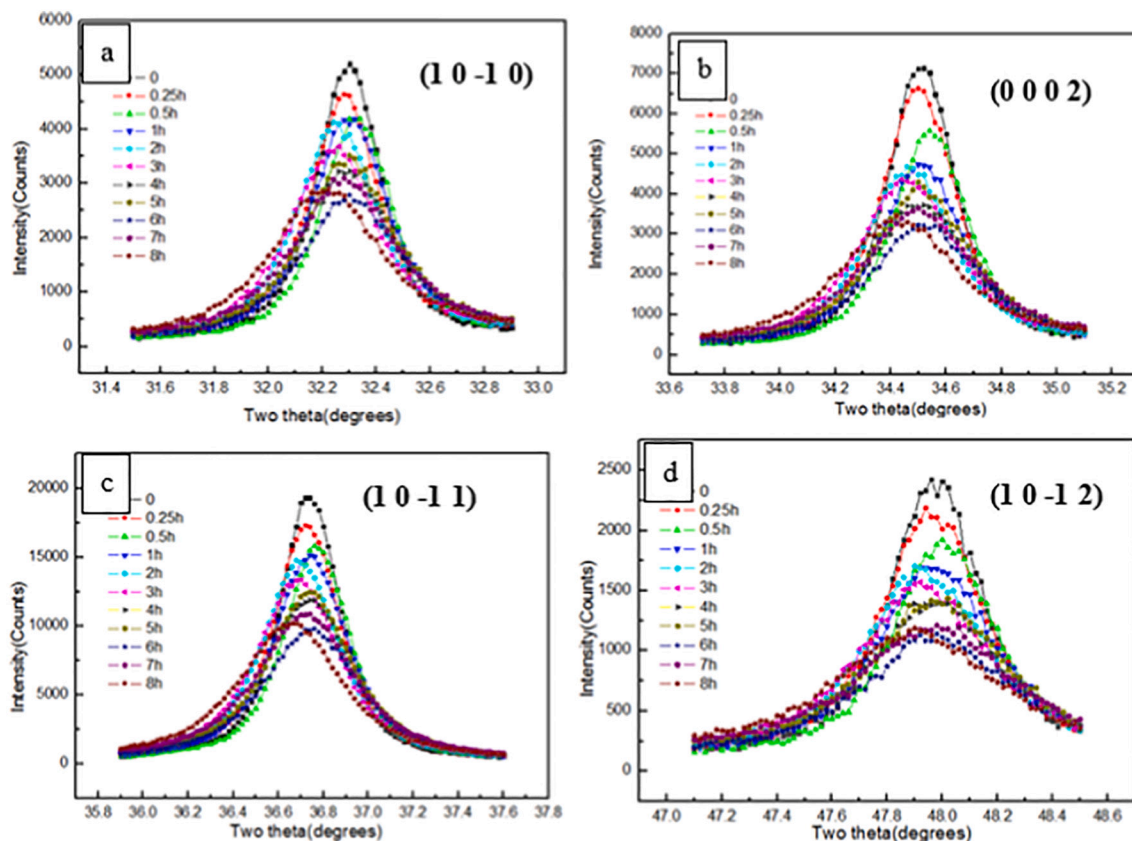 a
(1 0 -1 0)
Intensity(Counts)
6000
5000
4000
3000
2000
1000
0
0
0.25h
0.5h
1h
2h
3h
4h
5h
6h
7h
8h
31.4 31.6 31.8 32.0 32.2 32.4 32.6 32.8 33.0
Two theta(degrees)
b
(0 0 0 2)
Intensity(Counts)
8000
7000
6000
5000
4000
3000
2000
1000
0
0
0.25h
0.5h
1h
2h
3h
4h
5h
6h
7h
8h
33.6 33.8 34.0 34.2 34.4 34.6 34.8 35.0 35.2
Two theta(degrees)
c
(1 0 -1 1)
Intensity(Counts)
20000
15000
10000
5000
0
0
0.25h
0.5h
1h
2h
3h
4h
5h
6h
7h
8h
35.8 36.0 36.2 36.4 36.6 36.8 37.0 37.2 37.4 37.6 37.8
Two theta(degrees)
d
(1 0 -1 2)
Intensity(Counts)
2500
2000
1500
1000
500
0
0
0.25h
0.5h
1h
2h
3h
4h
5h
6h
7h
8h
47.0 47.2 47.4 47.6 47.8 48.0 48.2 48.4 48.6
Two theta(degrees)